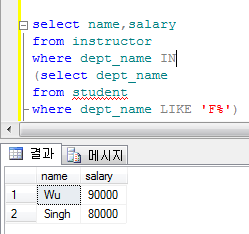 select name,salary
from instructor
where dept_name IN
(select dept_name
from student
where dept_name LIKE 'F%')
결과 메시지
name salary
1 Wu 90000
2 Singh 80000